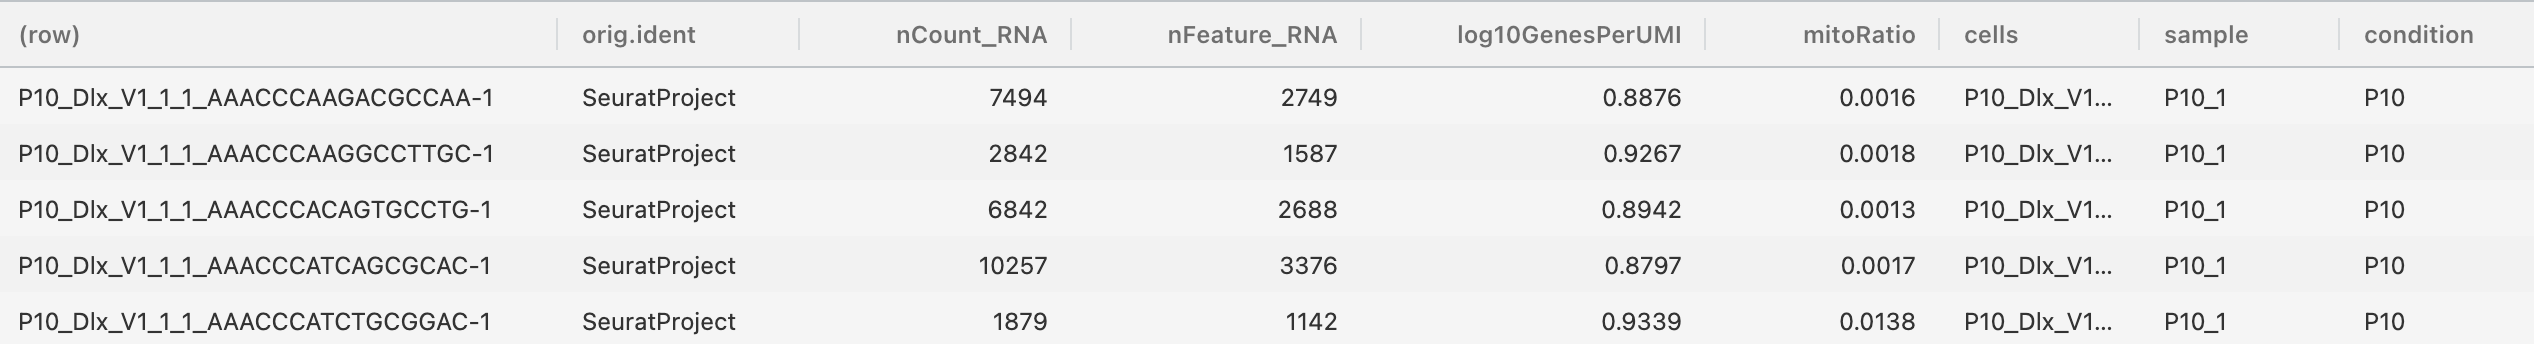 (row) orig.ident nCount_RNA nFeature_RNA log10GenesPerUMI mitoRatio cells sample condition
P10_Dlx_V1_1_1_AAACCCAAGACGCCAA-1 SeuratProject 7494 2749 0.8876 0.0016 P10_Dlx_V1... P10_1 P10
P10_Dlx_V1_1_1_AAACCCAAGGCCTTGC-1 SeuratProject 2842 1587 0.9267 0.0018 P10_Dlx_V1... P10_1 P10
P10_Dlx_V1_1_1_AAACCCACAGTGCCTG-1 SeuratProject 6842 2688 0.8942 0.0013 P10_Dlx_V1... P10_1 P10
P10_Dlx_V1_1_1_AAACCCATCAGCGCAC-1 SeuratProject 10257 3376 0.8797 0.0017 P10_Dlx_V1... P10_1 P10
P10_Dlx_V1_1_1_AAACCCATCTGCGGAC-1 SeuratProject 1879 1142 0.9339 0.0138 P10_Dlx_V1... P10_1 P10